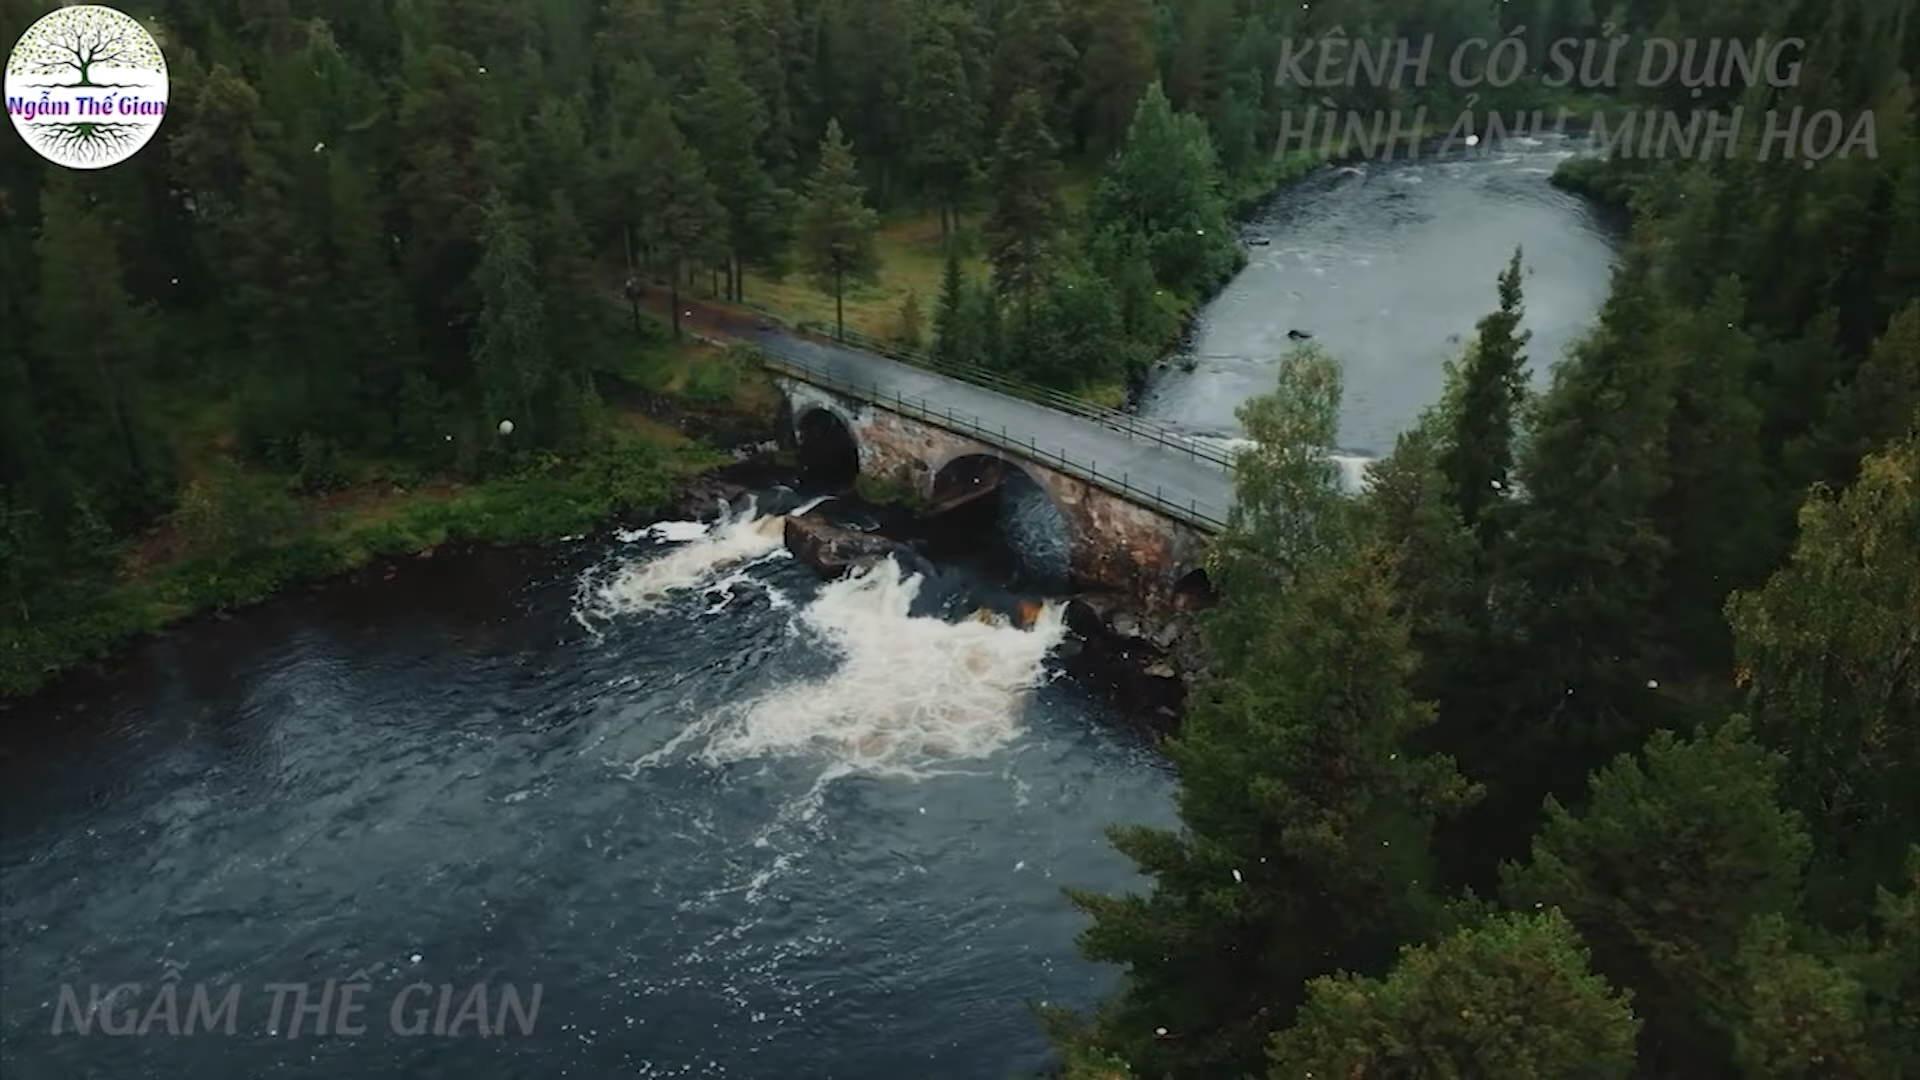 Ngẫm Thế Gian
KÊNH CÓ SỬ DỤNG
HÌNH ẢNH MINH HỌA
NGẪM THẾ GIAN